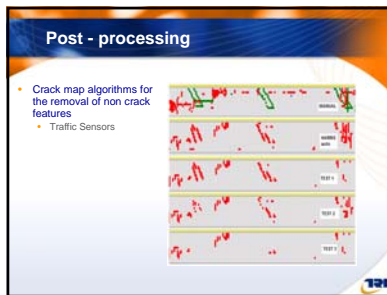 Post - processing
Crack map algorithms for
the removal of non crack
features
Traffic Sensors
MANUAL
TEST 1
TEST 2
TEST 3